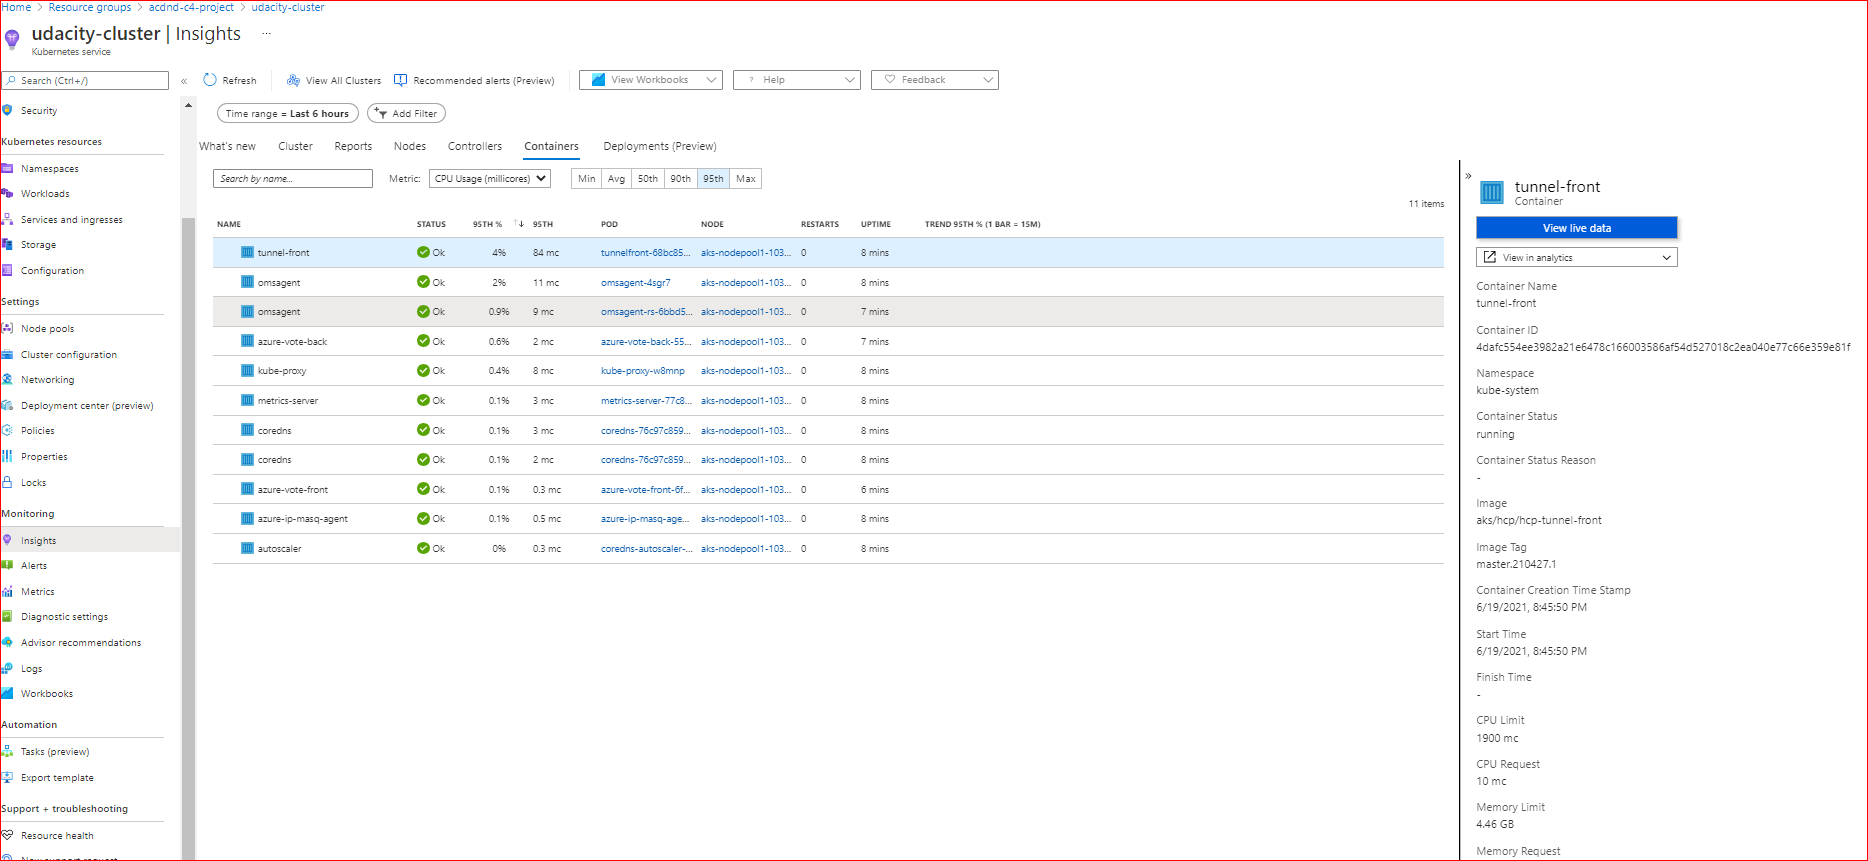 Home > Resource groups > acdnd-c4-project > udacity-cluster
udacity-cluster | Insights ...
Kubernetes service
Search (Ctrl+/)
«
Refresh
View All Clusters
Recommended alerts (Preview)
View Workbooks
? Help
Feedback
Security
Kubernetes resources
Namespaces
Workloads
Services and ingresses
Storage
Configuration
Settings
Node pools
Cluster configuration
Networking
Deployment center (preview)
Policies
Properties
Locks
Monitoring
Insights
Alerts
Metrics
Diagnostic settings
Advisor recommendations
Logs
Workbooks
Automation
Tasks (preview)
Export template
Support + troubleshooting
Resource health
New support request
Time range = Last 6 hours
Add Filter
What's new Cluster Reports Nodes Controllers Containers Deployments (Preview)
Search by name...
Metric: CPU Usage (millicores)
Min Avg 50th 90th 95th Max
11 items
NAME STATUS 95TH % ↑↓ 95TH POD NODE RESTARTS UPTIME TREND 95TH % (1 BAR = 15M)
tunnel-front Ok 4% 84 mc tunnelfront-68bc85... aks-nodepool1-103... 0 8 mins
omsagent Ok 2% 11 mc omsagent-4sgr7 aks-nodepool1-103... 0 8 mins
omsagent Ok 0.9% 9 mc omsagent-rs-6bbd5... aks-nodepool1-103... 0 7 mins
azure-vote-back Ok 0.6% 2 mc azure-vote-back-55... aks-nodepool1-103... 0 7 mins
kube-proxy Ok 0.4% 8 mc kube-proxy-w8mnp aks-nodepool1-103... 0 8 mins
metrics-server Ok 0.1% 3 mc metrics-server-77c8... aks-nodepool1-103... 0 8 mins
coredns Ok 0.1% 3 mc coredns-76c97c859... aks-nodepool1-103... 0 8 mins
coredns Ok 0.1% 2 mc coredns-76c97c859... aks-nodepool1-103... 0 8 mins
azure-vote-front Ok 0.1% 0.3 mc azure-vote-front-6f... aks-nodepool1-103... 0 6 mins
azure-ip-masq-agent Ok 0.1% 0.5 mc azure-ip-masq-age... aks-nodepool1-103... 0 8 mins
autoscaler Ok 0% 0.3 mc coredns-autoscaler-... aks-nodepool1-103... 0 8 mins
»
tunnel-front
Container
View live data
View in analytics
Container Name
tunnel-front
Container ID
4dafc554ee3982a21e6478c166003586af54d527018c2ea040e77c66e359e81f
Namespace
kube-system
Container Status
running
Container Status Reason
-
Image
aks/hcp/hcp-tunnel-front
Image Tag
master.210427.1
Container Creation Time Stamp
6/19/2021, 8:45:50 PM
Start Time
6/19/2021, 8:45:50 PM
Finish Time
-
CPU Limit
1900 mc
CPU Request
10 mc
Memory Limit
4.46 GB
Memory Request